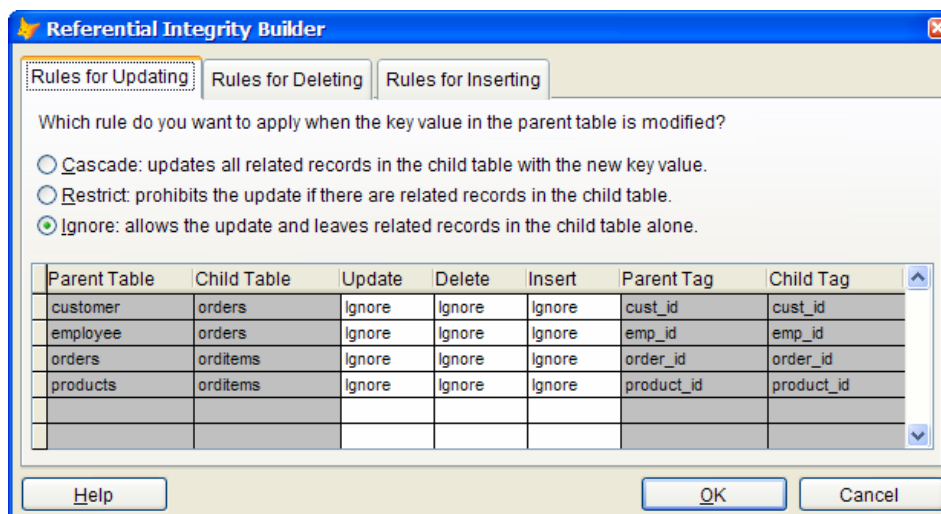 Referential Integrity Builder
Rules for Updating Rules for Deleting Rules for Inserting
Which rule do you want to apply when the key value in the parent table is modified?
Cascade: updates all related records in the child table with the new key value.
Restrict: prohibits the update if there are related records in the child table.
Ignore: allows the update and leaves related records in the child table alone.
Parent Table Child Table Update Delete Insert Parent Tag Child Tag
customer orders Ignore Ignore Ignore cust_id cust_id
employee orders Ignore Ignore Ignore emp_id emp_id
orders orditems Ignore Ignore Ignore order_id order_id
products orditems Ignore Ignore Ignore product_id product_id
Help OK Cancel